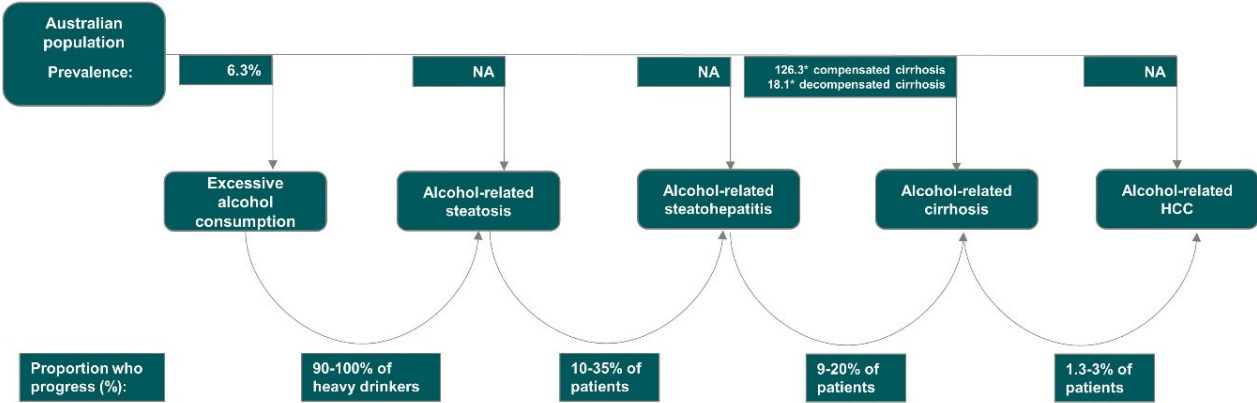 Australian
population
Prevalence:
6.3%
NA
NA
126.3* compensated cirrhosis
18.1* decompensated cirrhosis
NA
Excessive
alcohol
consumption
Alcohol-related
steatosis
Alcohol-related
steatohepatitis
Alcohol-related
cirrhosis
Alcohol-related
HCC
Proportion who
progress (%):
90-100% of
heavy drinkers
10-35% of
patients
9-20% of
patients
1.3-3% of
patients